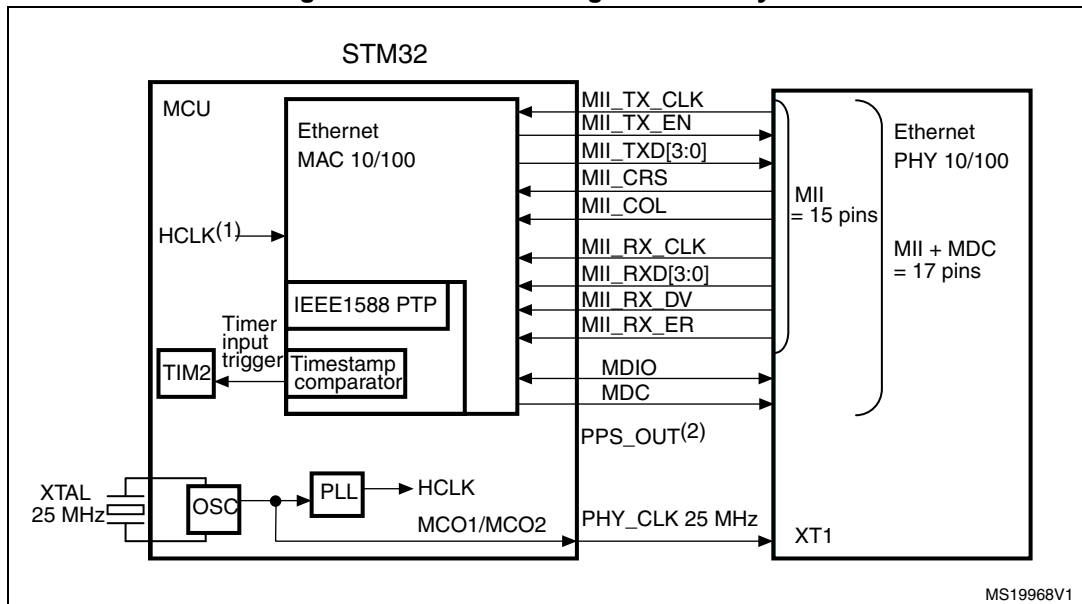 STM32
MCU
Ethernet
MAC 10/100
HCLK(1)
IEEE1588 PTP
Timer
input
trigger
Timestamp
comparator
TIM2
XTAL
25 MHz
OSC
PLL
HCLK
MCO1/MCO2
MII_TX_CLK
MII_TX_EN
MII_TXD[3:0]
MII_CRS
MII_COL
MII_RX_CLK
MII_RXD[3:0]
MII_RX_DV
MII_RX_ER
MDIO
MDC
PPS_OUT(2)
PHY_CLK 25 MHz
MII
= 15 pins
Ethernet
PHY 10/100
MII + MDC
= 17 pins
XT1
MS19968V1